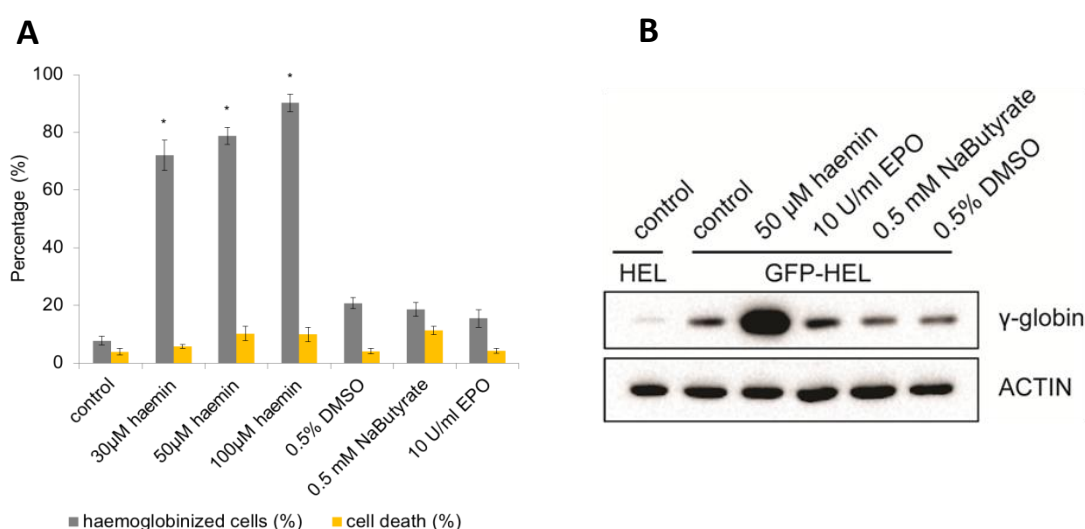 A
Percentage (%)
100
80
60
40
20
0
*
*
*
control
30µM haemin
50µM haemin
100µM haemin
0.5% DMSO
0.5 mM NaButyrate
10 U/ml EPO
haemoglobinized cells (%)
cell death (%)
B
control
control
50 µM haemin
10 U/ml EPO
0.5 mM NaButyrate
0.5% DMSO
HEL
GFP-HEL
γ-globin
ACTIN